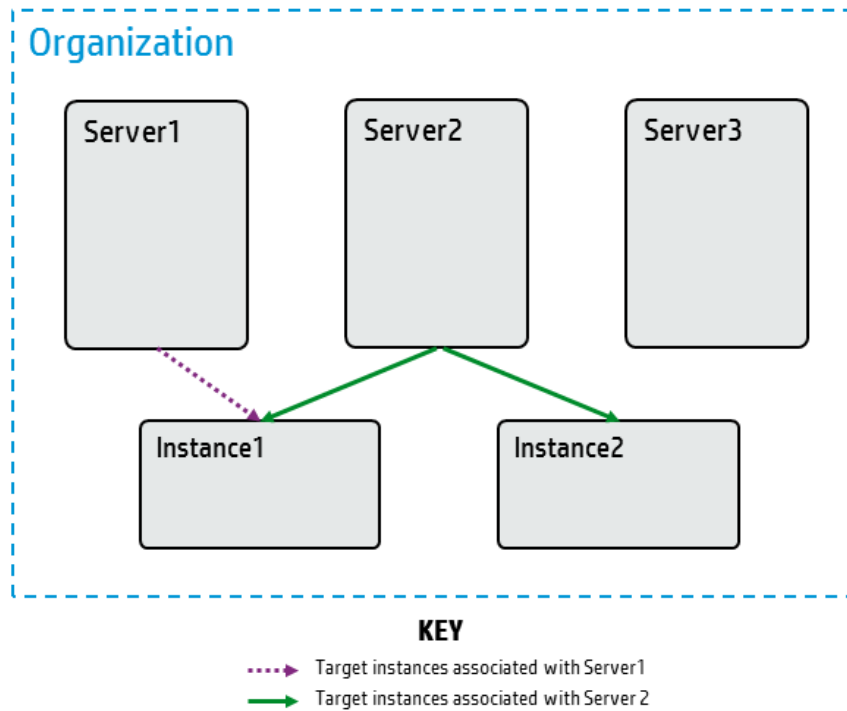 Organization
Server1
Server2
Server3
Instance1
Instance2
KEY
Target instances associated with Server1
Target instances associated with Server 2